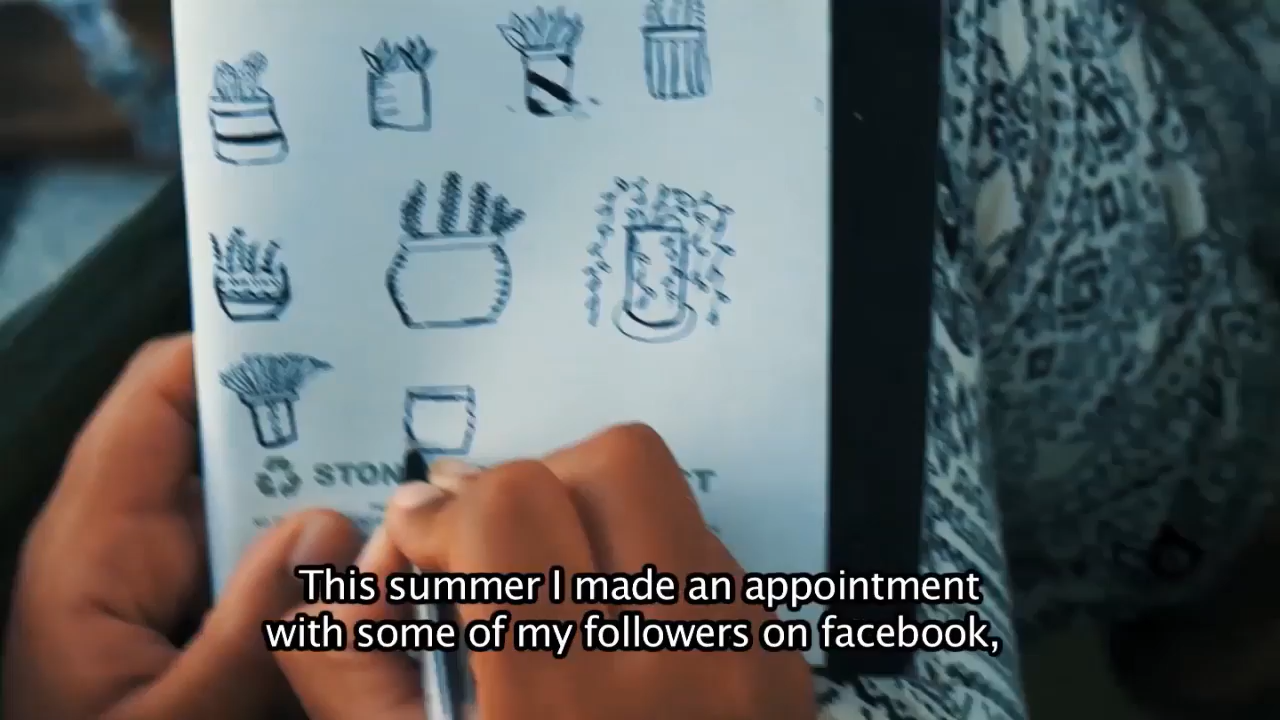 This summer I made an appointment
with some of my followers on facebook,